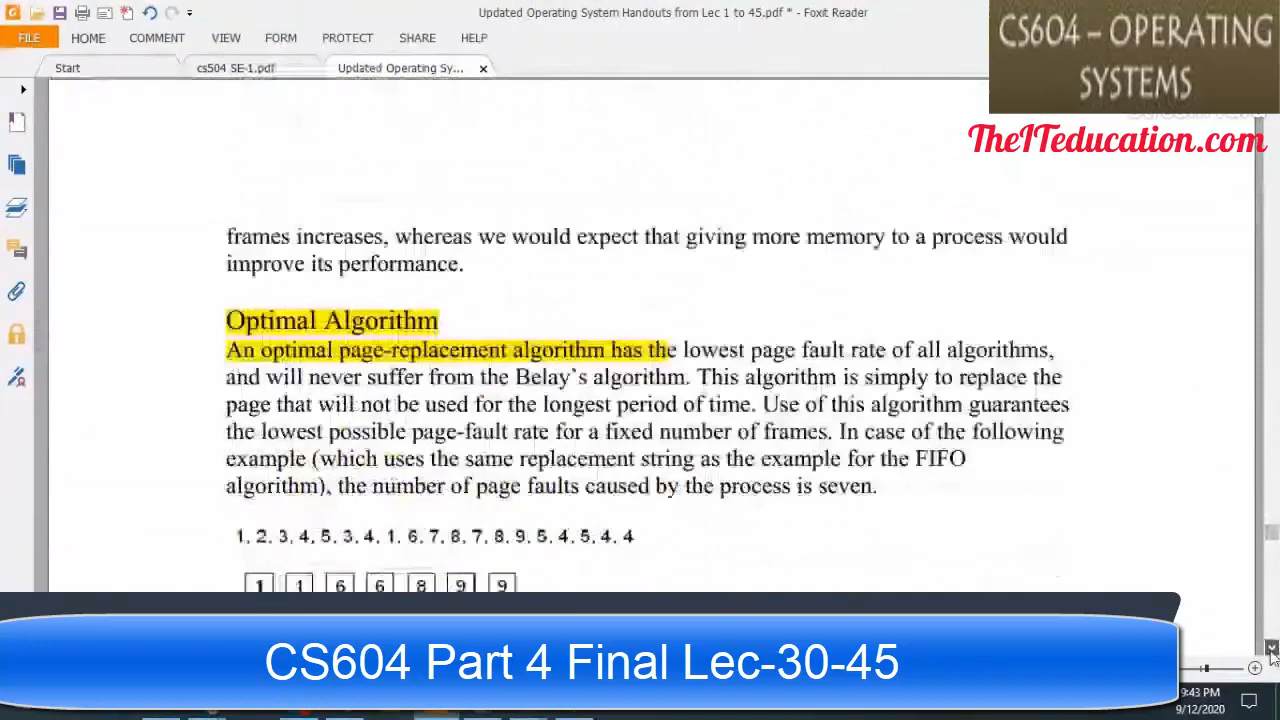 Updated Operating System Handouts from Lec 1 to 45.pdf * - Foxit Reader
CS604 – OPERATING
SYSTEMS
FILE HOME COMMENT VIEW FORM PROTECT SHARE HELP
Start cs504 SE-1.pdf Updated Operating Sy...
TheITeducation.com
frames increases, whereas we would expect that giving more memory to a process would
improve its performance.
Optimal Algorithm
An optimal page-replacement algorithm has the lowest page fault rate of all algorithms,
and will never suffer from the Belay's algorithm. This algorithm is simply to replace the
page that will not be used for the longest period of time. Use of this algorithm guarantees
the lowest possible page-fault rate for a fixed number of frames. In case of the following
example (which uses the same replacement string as the example for the FIFO
algorithm), the number of page faults caused by the process is seven.
1, 2, 3, 4, 5, 3, 4, 1, 6, 7, 8, 7, 8, 9, 5, 4, 5, 4, 4
1 1 6 6 8 9 9
CS604 Part 4 Final Lec-30-45
9:43 PM
9/12/2020